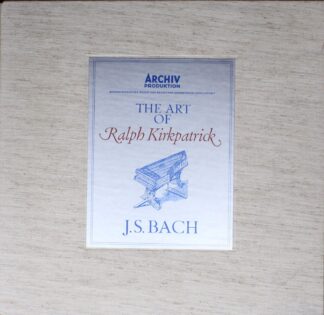 ARCHIV
PRODUKTION
THE ART
OF
Ralph Kirkpatrick
J.S. BACH